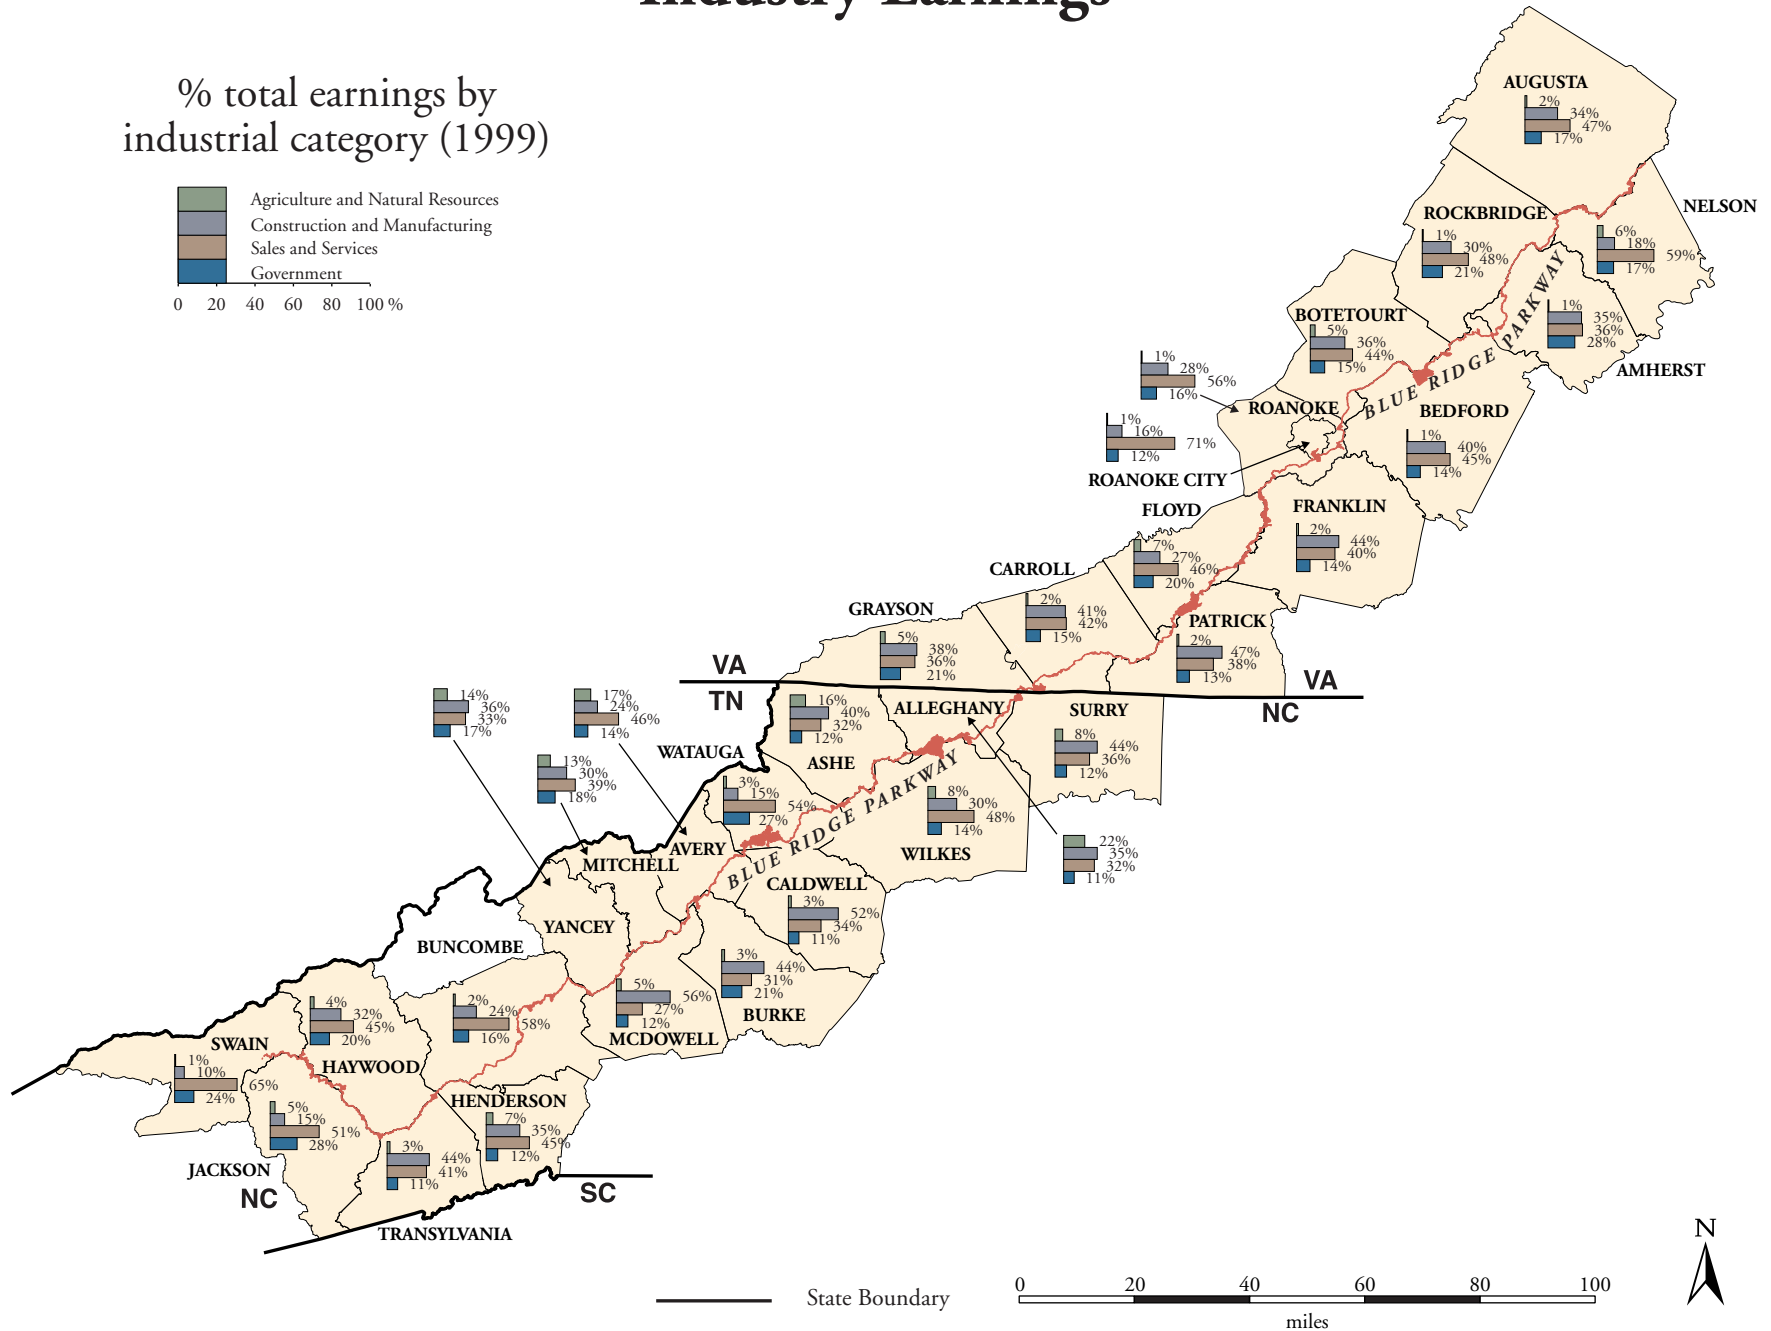 Industry Earnings
% total earnings by
industrial category (1999)
Agriculture and Natural Resources
Construction and Manufacturing
Sales and Services
Government
0 20 40 60 80 100 %
AUGUSTA
2%
34%
47%
17%
NELSON
6%
18%
59%
17%
ROCKBRIDGE
1%
30%
48%
21%
AMHERST
1%
35%
36%
28%
BOTETOURT
5%
36%
44%
15%
BLUE RIDGE PARKWAY
1%
28%
56%
16%
ROANOKE
BEDFORD
1%
40%
45%
14%
1%
16%
71%
12%
ROANOKE CITY
FRANKLIN
2%
44%
40%
14%
FLOYD
7%
27%
46%
20%
CARROLL
2%
41%
42%
15%
GRAYSON
5%
38%
36%
21%
PATRICK
2%
47%
38%
13%
VA
TN
VA
NC
14%
36%
33%
17%
17%
24%
46%
14%
13%
30%
39%
18%
16%
40%
32%
12%
ASHE
ALLEGHANY
SURRY
8%
44%
36%
12%
WATAUGA
3%
15%
54%
27%
BLUE RIDGE PARKWAY
8%
30%
48%
14%
WILKES
22%
35%
32%
11%
AVERY
MITCHELL
CALDWELL
3%
52%
34%
11%
YANCEY
BUNCOMBE
2%
24%
58%
16%
3%
44%
31%
21%
BURKE
5%
56%
27%
12%
MCDOWELL
4%
32%
45%
20%
HAYWOOD
SWAIN
1%
10%
65%
24%
HENDERSON
7%
35%
45%
12%
5%
15%
51%
28%
JACKSON
3%
44%
41%
11%
TRANSYLVANIA
NC
SC
State Boundary
0 20 40 60 80 100
miles
N